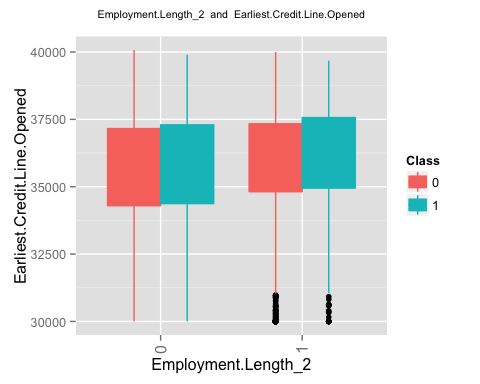 Employment.Length_2 and Earliest.Credit.Line.Opened
40000
37500
35000
32500
30000
Earliest.Credit.Line.Opened
0
1
Employment.Length_2
Class
0
1